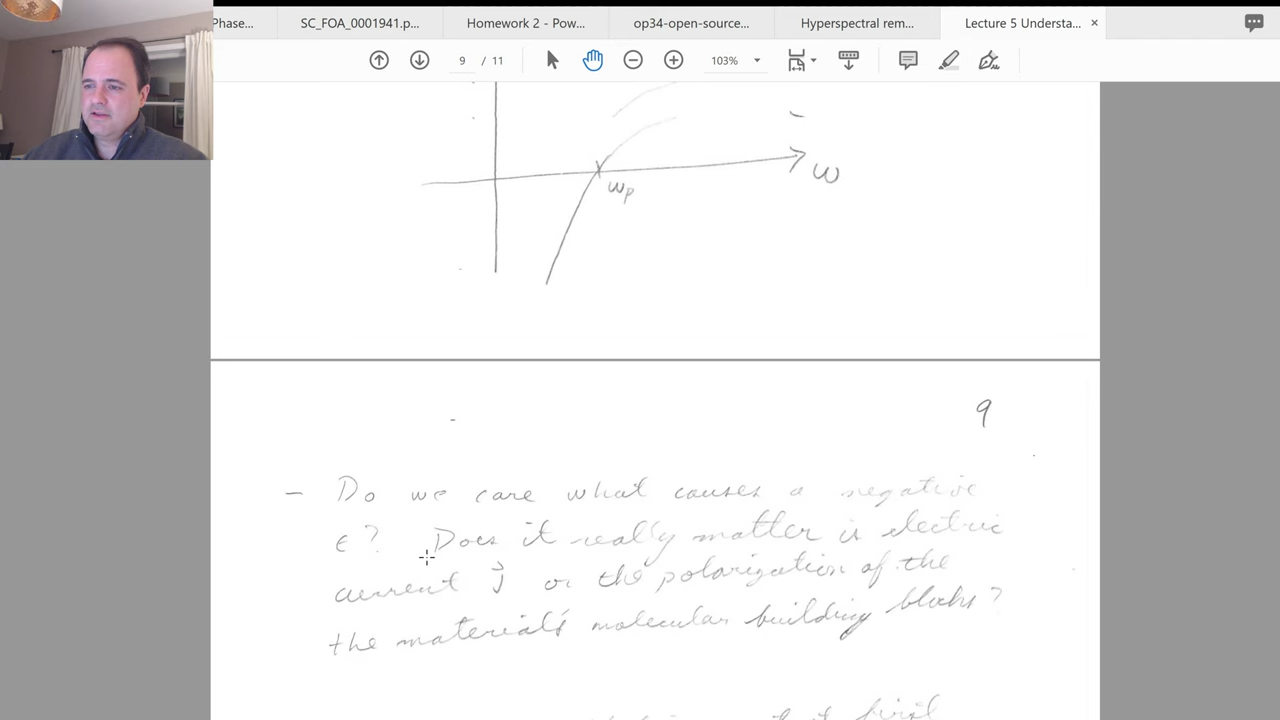 Phase...
SC_FOA_0001941.p...
Homework 2 - Pow...
op34-open-source...
Hyperspectral rem...
Lecture 5 Understa...
9 / 11
103%
ω
ωp
9
- Do we care what causes a negative
ϵ? Does it really matter is electric
current J or the polarization of the
the material's molecular building blocks?
that first